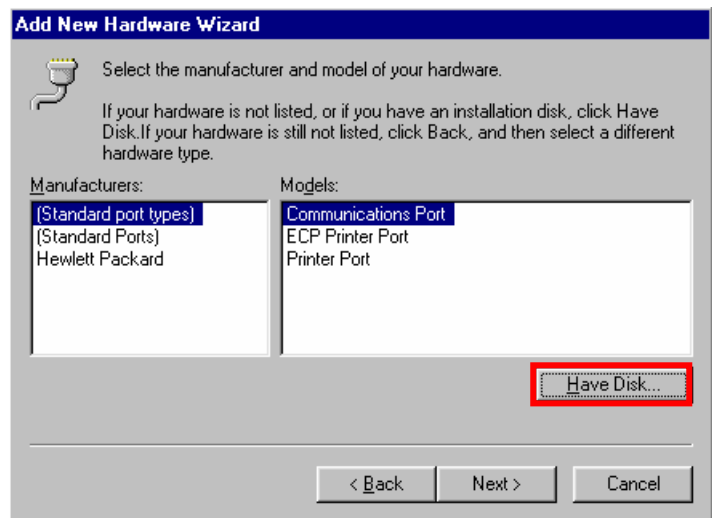 Add New Hardware Wizard
Select the manufacturer and model of your hardware.
If your hardware is not listed, or if you have an installation disk, click Have
Disk.If your hardware is still not listed, click Back, and then select a different
hardware type.
Manufacturers:
(Standard port types)
(Standard Ports)
Hewlett Packard
Models:
Communications Port
ECP Printer Port
Printer Port
Have Disk...
< Back
Next >
Cancel